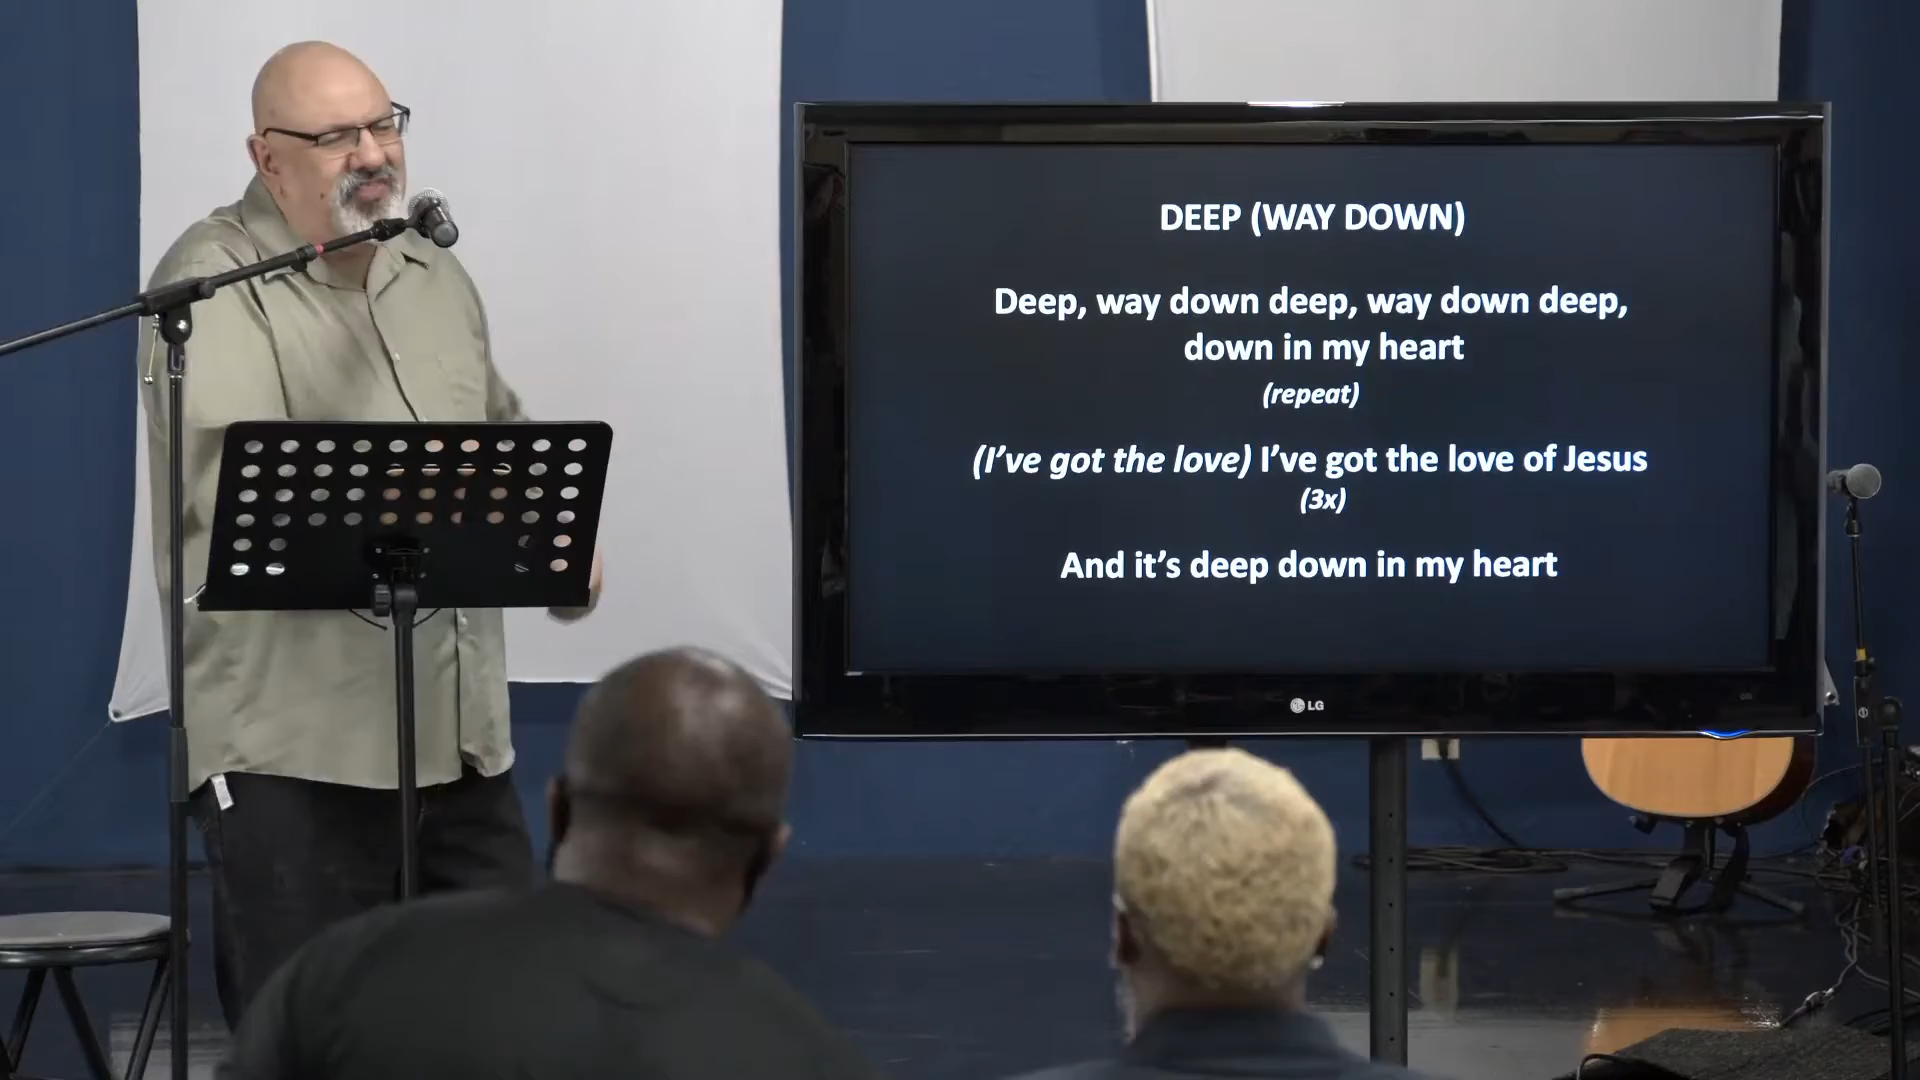 DEEP (WAY DOWN)
Deep, way down deep, way down deep,
down in my heart
(repeat)
(I've got the love) I've got the love of Jesus
(3x)
And it's deep down in my heart
LG